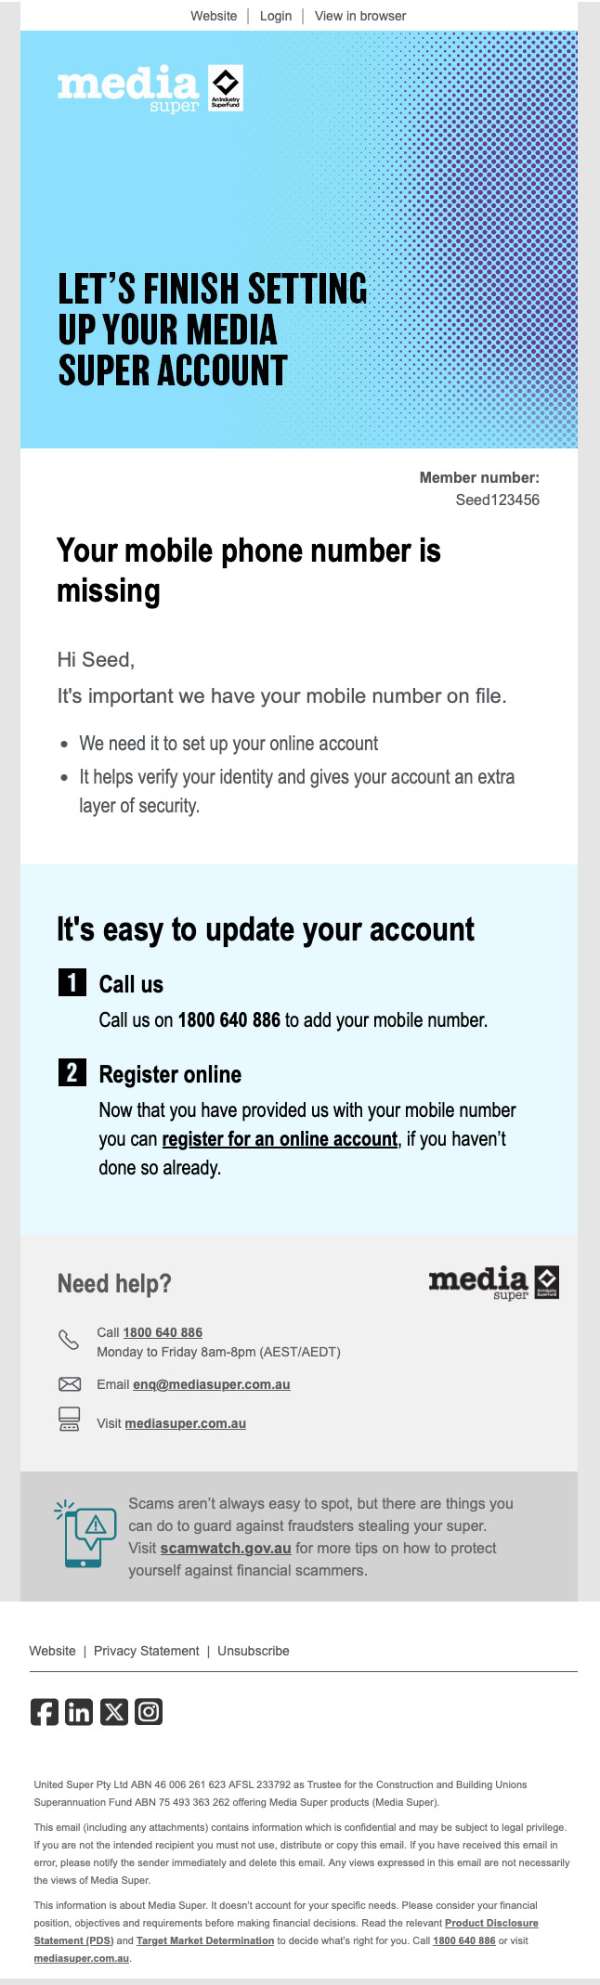 Website | Login | View in browser
media
super
An Industry
SuperFund
LET'S FINISH SETTING
UP YOUR MEDIA
SUPER ACCOUNT
Member number:
Seed123456
Your mobile phone number is
missing
Hi Seed,
It's important we have your mobile number on file.
• We need it to set up your online account
• It helps verify your identity and gives your account an extra
layer of security.
It's easy to update your account
1 Call us
Call us on 1800 640 886 to add your mobile number.
2 Register online
Now that you have provided us with your mobile number
you can register for an online account, if you haven't
done so already.
Need help?
media
super
An Industry
SuperFund
Call 1800 640 886
Monday to Friday 8am-8pm (AEST/AEDT)
Email enq@mediasuper.com.au
Visit mediasuper.com.au
Scams aren't always easy to spot, but there are things you
can do to guard against fraudsters stealing your super.
Visit scamwatch.gov.au for more tips on how to protect
yourself against financial scammers.
Website | Privacy Statement | Unsubscribe
United Super Pty Ltd ABN 46 006 261 623 AFSL 233792 as Trustee for the Construction and Building Unions
Superannuation Fund ABN 75 493 363 262 offering Media Super products (Media Super).
This email (including any attachments) contains information which is confidential and may be subject to legal privilege.
If you are not the intended recipient you must not use, distribute or copy this email. If you have received this email in
error, please notify the sender immediately and delete this email. Any views expressed in this email are not necessarily
the views of Media Super.
This information is about Media Super. It doesn't account for your specific needs. Please consider your financial
position, objectives and requirements before making financial decisions. Read the relevant Product Disclosure
Statement (PDS) and Target Market Determination to decide what's right for you. Call 1800 640 886 or visit
mediasuper.com.au.